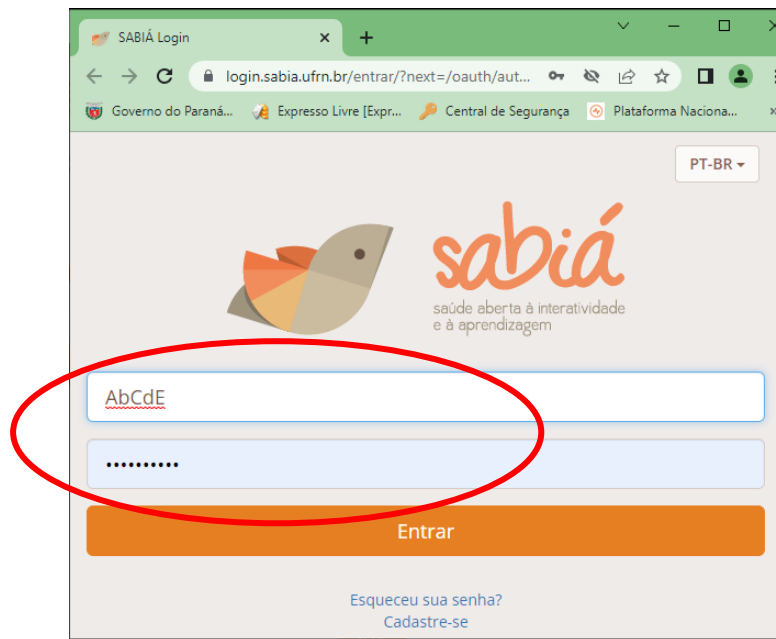 SABIÁ Login
login.sabia.ufrn.br/entrar/?next=/oauth/aut...
Governo do Paraná... Expresso Livre [Expr... Central de Segurança Plataforma Naciona... »
PT-BR
sabiá
saúde aberta à interatividade
e à aprendizagem
AbCdE
••••••••••
Entrar
Esqueceu sua senha?
Cadastre-se